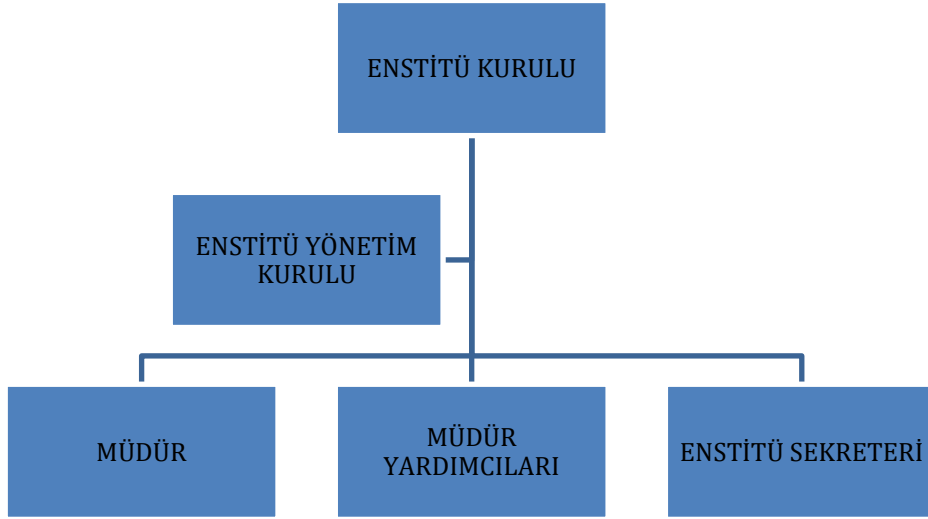 ENSTİTÜ KURULU
ENSTİTÜ YÖNETİM
KURULU
MÜDÜR
MÜDÜR
YARDIMCILARI
ENSTİTÜ SEKRETERİ